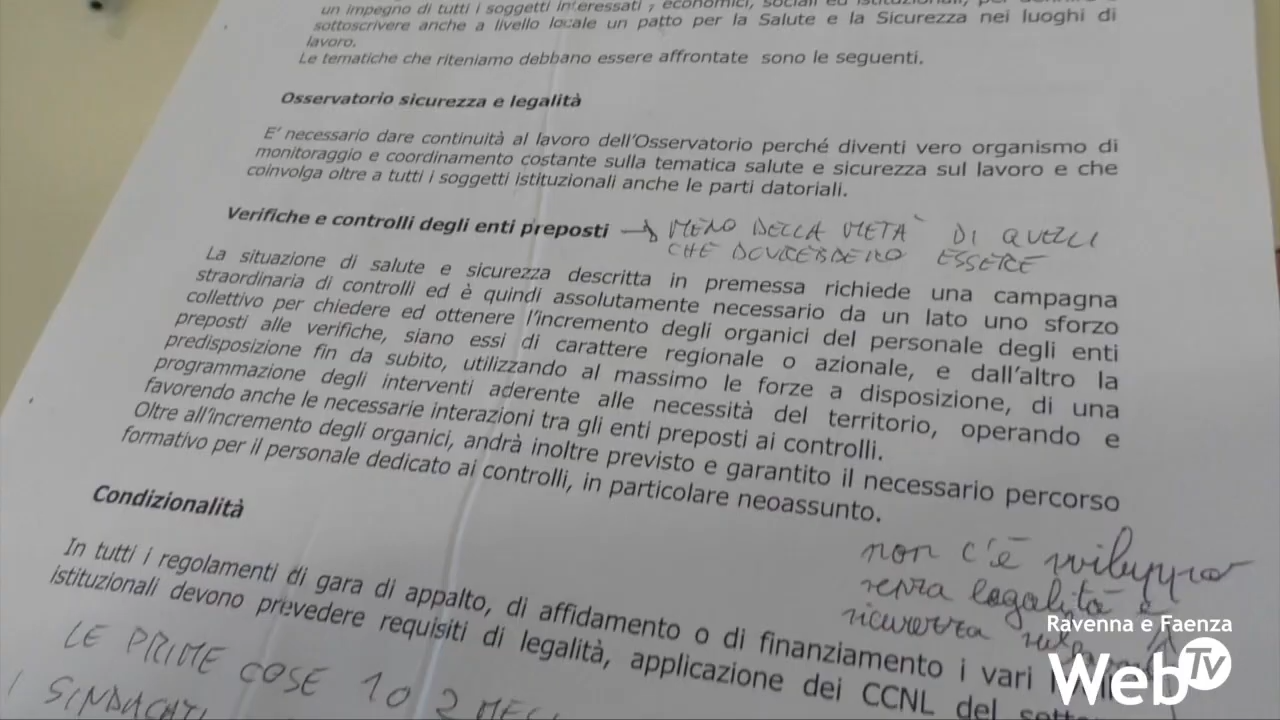 un impegno di tutti i soggetti interessati , economici, sociali ed istituzionali, per
sottoscrivere anche a livello locale un patto per la Salute e la Sicurezza nei luoghi di
lavoro.
Le tematiche che riteniamo debbano essere affrontate sono le seguenti.
Osservatorio sicurezza e legalità
E' necessario dare continuità al lavoro dell'Osservatorio perché diventi vero organismo di
monitoraggio e coordinamento costante sulla tematica salute e sicurezza sul lavoro e che
coinvolga oltre a tutti i soggetti istituzionali anche le parti datoriali.
Verifiche e controlli degli enti preposti → MENO DELLA METÀ DI QUELLI
CHE DOVREBBERO ESSERE
La situazione di salute e sicurezza descritta in premessa richiede una campagna
straordinaria di controlli ed è quindi assolutamente necessario da un lato uno sforzo
collettivo per chiedere ed ottenere l'incremento degli organici del personale degli enti
preposti alle verifiche, siano essi di carattere regionale o azionale, e dall'altro la
predisposizione fin da subito, utilizzando al massimo le forze a disposizione, di una
programmazione degli interventi aderente alle necessità del territorio, operando e
favorendo anche le necessarie interazioni tra gli enti preposti ai controlli.
Oltre all'incremento degli organici, andrà inoltre previsto e garantito il necessario percorso
formativo per il personale dedicato ai controlli, in particolare neoassunto.
Condizionalità
non c'è sviluppo
senza legalità e
sicurezza
In tutti i regolamenti di gara di appalto, di affidamento o di finanziamento i vari
istituzionali devono prevedere requisiti di legalità, applicazione dei CCNL del
LE PRIME COSE 10 2 MESI
I SINDACATI
Ravenna e Faenza
WebTV